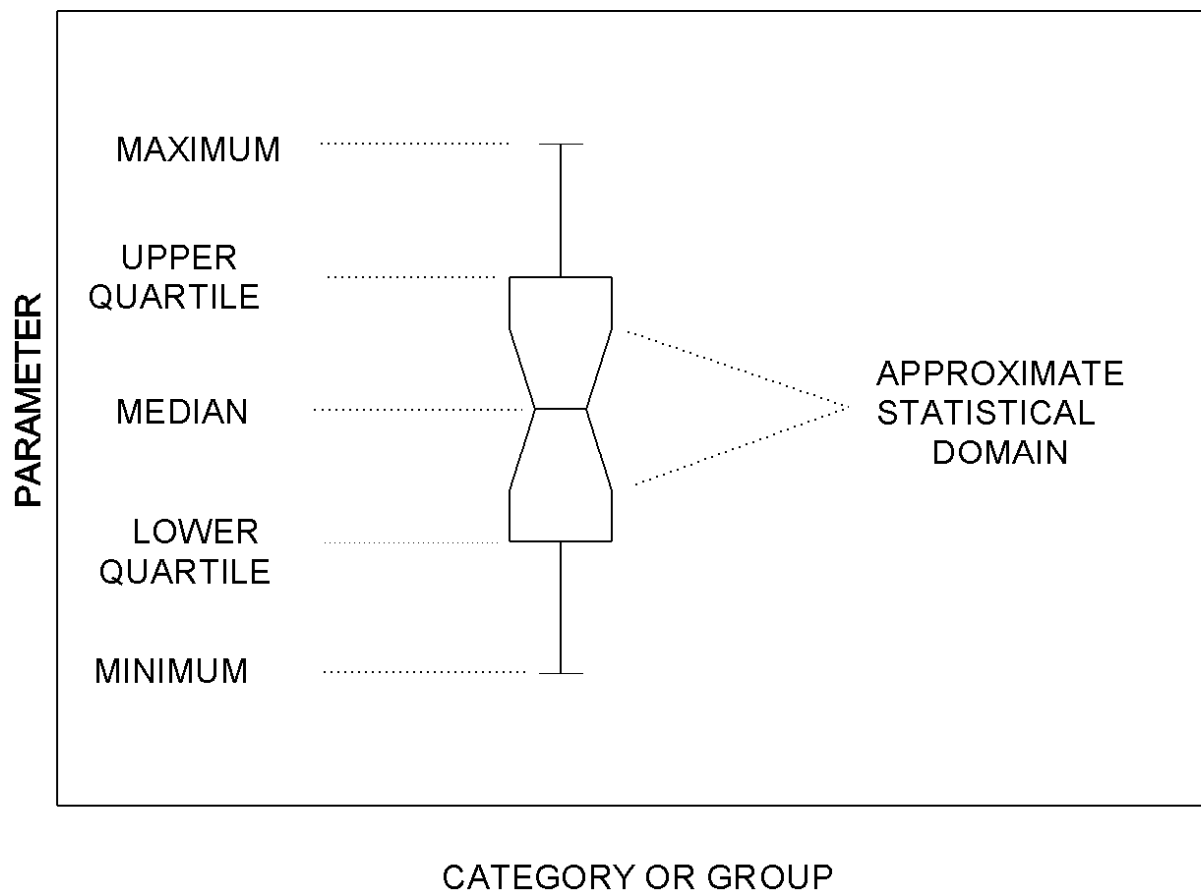 MAXIMUM
UPPER
QUARTILE
PARAMETER
MEDIAN
APPROXIMATE
STATISTICAL
DOMAIN
LOWER
QUARTILE
MINIMUM
CATEGORY OR GROUP